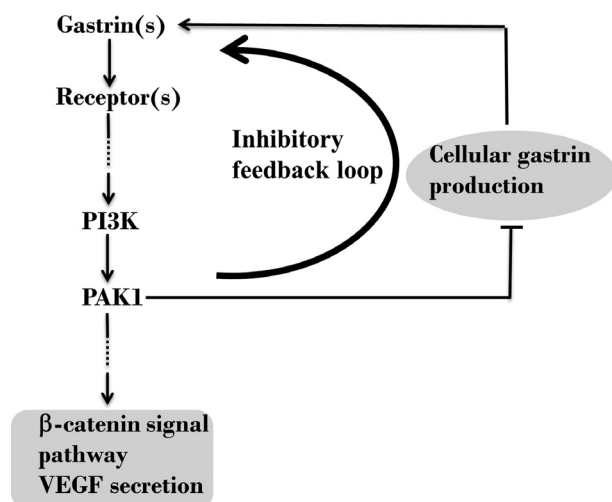 Gastrin(s)
Receptor(s)
Inhibitory
feedback loop
Cellular gastrin
production
PI3K
PAK1
β-catenin signal
pathway
VEGF secretion